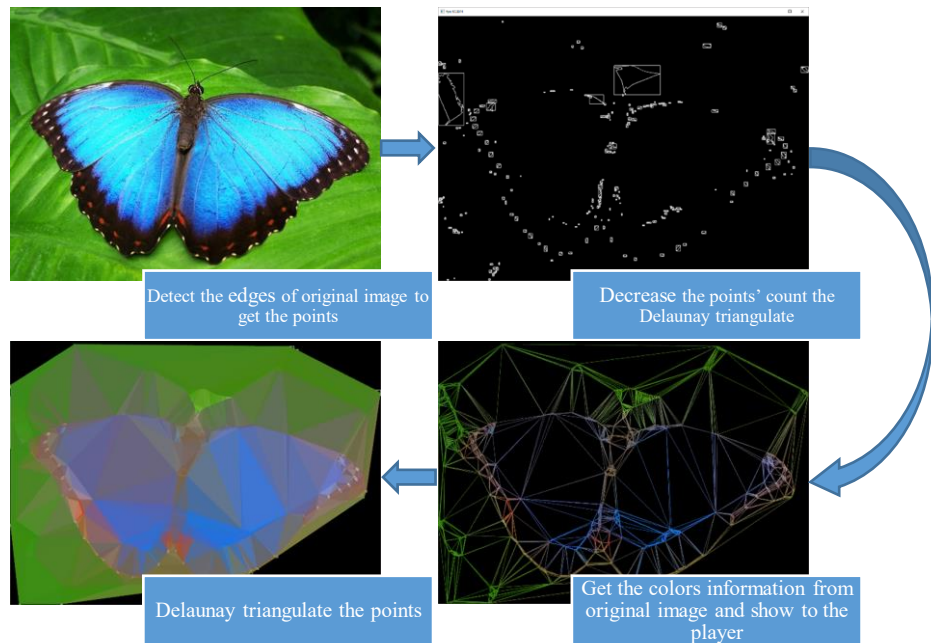 Detect the edges of original image to
get the points
Decrease the points’ count the
Delaunay triangulate
Delaunay triangulate the points
Get the colors information from
original image and show to the
player